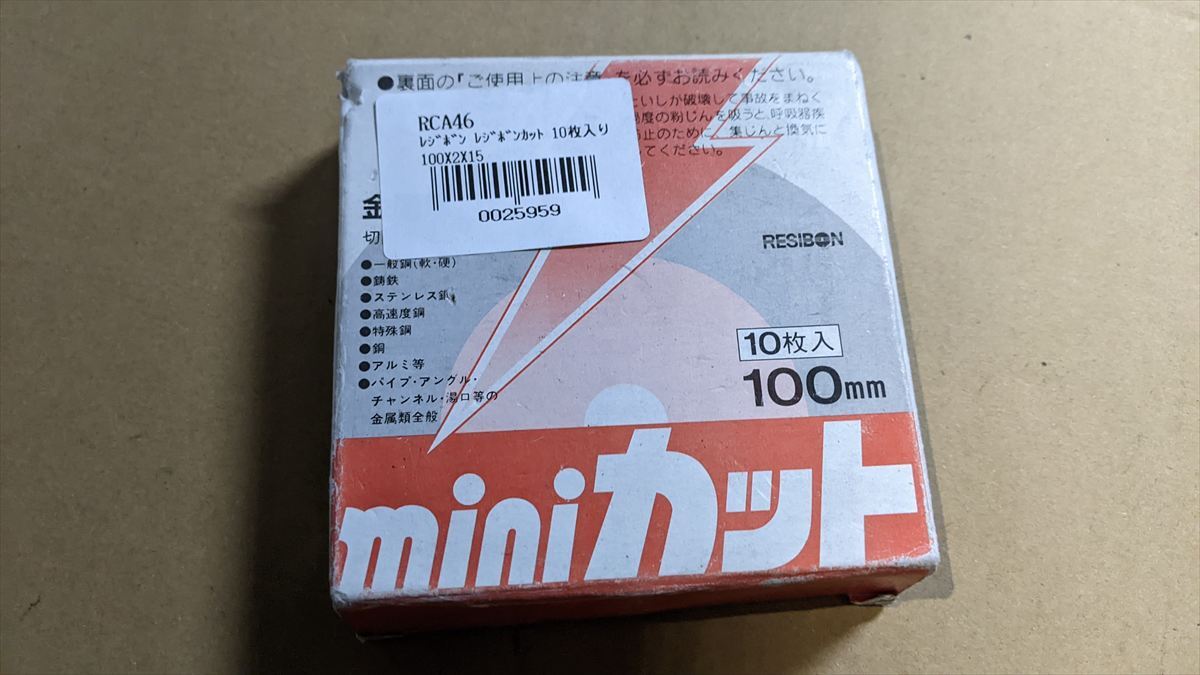 ●裏面の「ご使用上の注意」を必ずお読みください。
といしが破壊して事故をまねく
度の粉じんを吸うと、呼吸器疾
止のために、集じんと換気に
てください。
RCA46
ﾚｼﾞﾎﾞﾝ ﾚｼﾞﾎﾞﾝｶｯﾄ 10枚入り
100X2X15
0025959
金
切
●一般鋼(軟・硬)
●鋳鉄
●ステンレス鋼
●高速度鋼
●特殊鋼
●銅
●アルミ等
●パイプ・アングル・
チャンネル・湯口等の
金属類全般
RESIBON
10枚入
100mm
miniカット